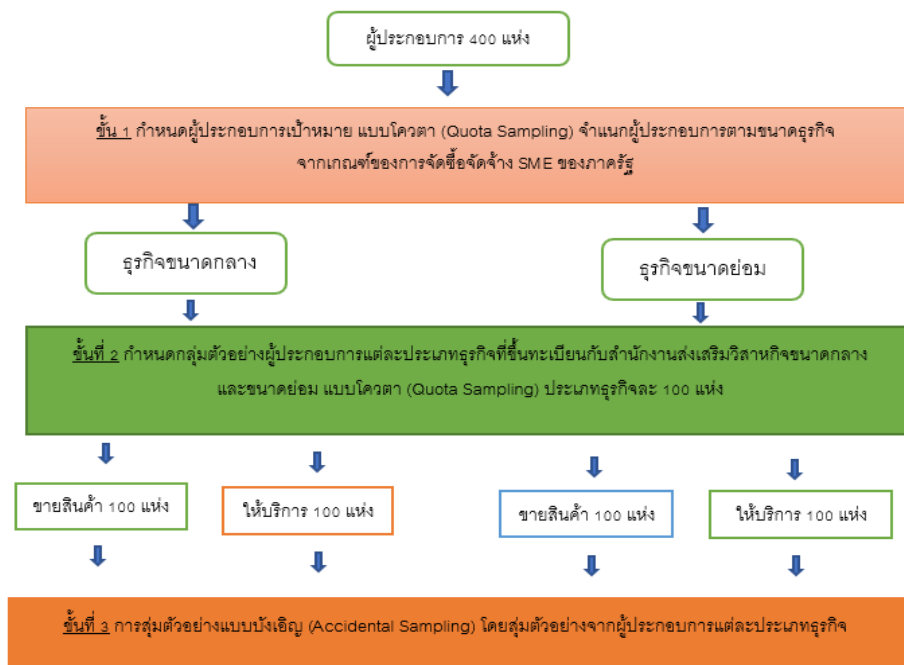 ผู้ประกอบการ 400 แห่ง
ขั้น 1 กำหนดผู้ประกอบการเป้าหมาย แบบโควตา (Quota Sampling) จำแนกผู้ประกอบการตามขนาดธุรกิจ
จากเกณฑ์ของการจัดซื้อจัดจ้าง SME ของภาครัฐ
ธุรกิจขนาดกลาง
ธุรกิจขนาดย่อม
ขั้นที่ 2 กำหนดกลุ่มตัวอย่างผู้ประกอบการแต่ละประเภทธุรกิจที่ขึ้นทะเบียนกับสำนักงานส่งเสริมวิสาหกิจขนาดกลาง
และขนาดย่อม แบบโควตา (Quota Sampling) ประเภทธุรกิจละ 100 แห่ง
ขายสินค้า 100 แห่ง
ให้บริการ 100 แห่ง
ขายสินค้า 100 แห่ง
ให้บริการ 100 แห่ง
ขั้นที่ 3 การสุ่มตัวอย่างแบบบังเอิญ (Accidental Sampling) โดยสุ่มตัวอย่างจากผู้ประกอบการแต่ละประเภทธุรกิจ